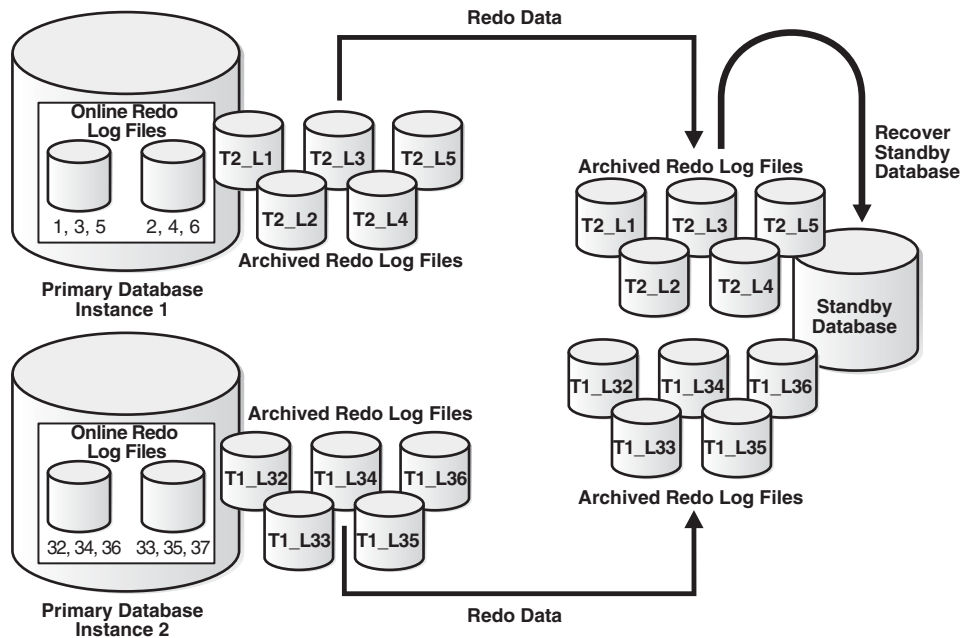 Redo Data
Online Redo
Log Files
1, 3, 5
2, 4, 6
T2_L1
T2_L3
T2_L5
T2_L2
T2_L4
Archived Redo Log Files
Primary Database
Instance 1
Archived Redo Log Files
T2_L1
T2_L3
T2_L5
T2_L2
T2_L4
Recover
Standby
Database
Standby
Database
Online Redo
Log Files
32, 34, 36
33, 35, 37
Archived Redo Log Files
T1_L32
T1_L34
T1_L36
T1_L33
T1_L35
Primary Database
Instance 2
T1_L32
T1_L34
T1_L36
T1_L33
T1_L35
Archived Redo Log Files
Redo Data